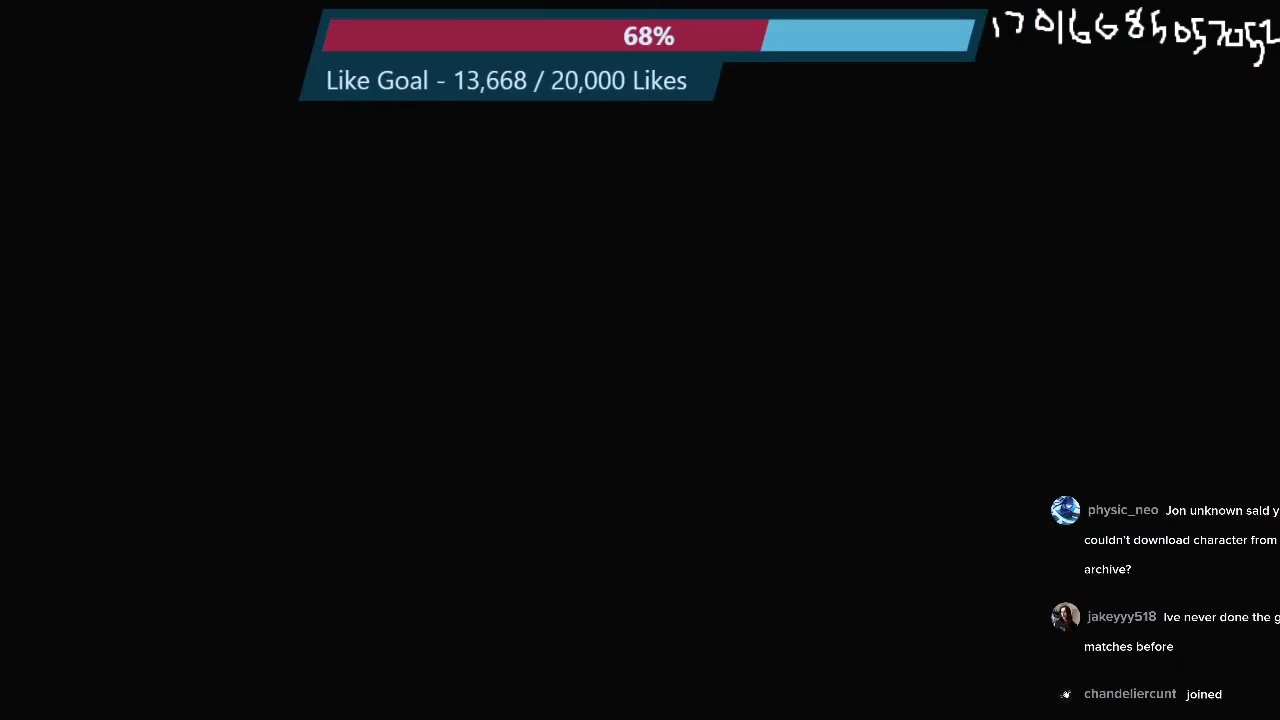 68%
17016685057052
Like Goal - 13,668 / 20,000 Likes
physic_neo Jon unknown said y
couldn't download character from
archive?
jakeyyy518 Ive never done the g
matches before
chandeliercunt joined